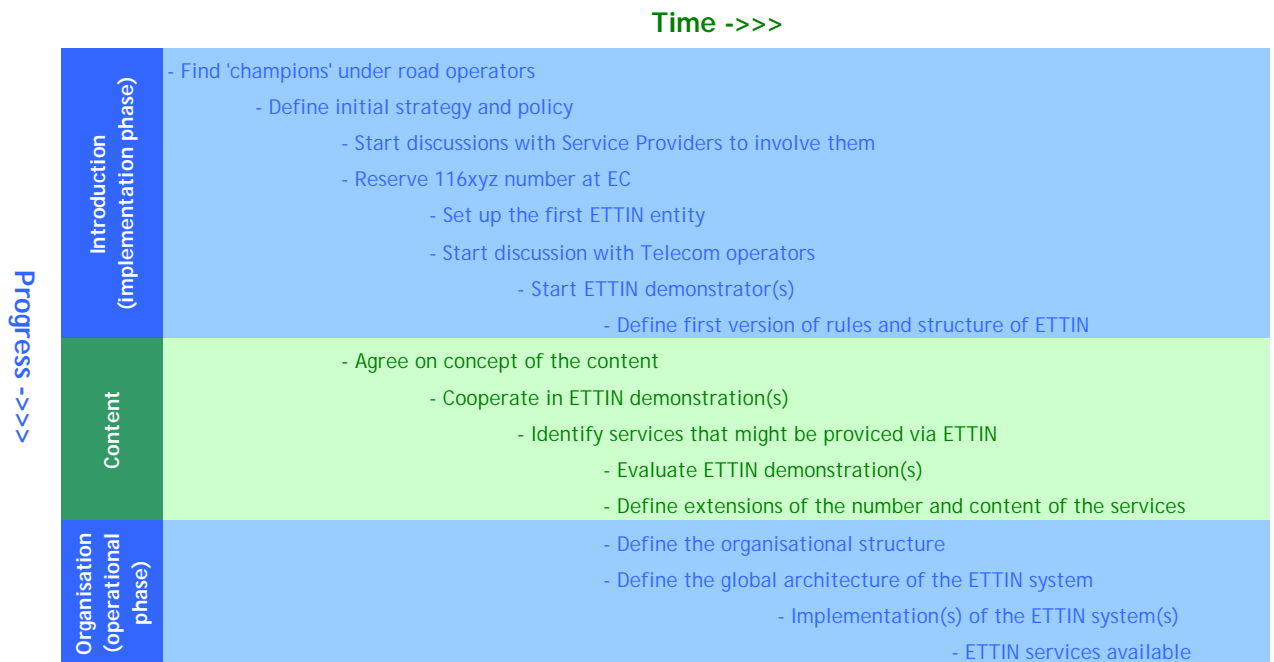 Time ->>>
Progress ->>>
Introduction
(implementation phase)
- Find 'champions' under road operators
- Define initial strategy and policy
- Start discussions with Service Providers to involve them
- Reserve 116xyz number at EC
- Set up the first ETTIN entity
- Start discussion with Telecom operators
- Start ETTIN demonstrator(s)
- Define first version of rules and structure of ETTIN
Content
- Agree on concept of the content
- Cooperate in ETTIN demonstration(s)
- Identify services that might be proviced via ETTIN
- Evaluate ETTIN demonstration(s)
- Define extensions of the number and content of the services
Organisation
(operational
phase)
- Define the organisational structure
- Define the global architecture of the ETTIN system
- Implementation(s) of the ETTIN system(s)
- ETTIN services available